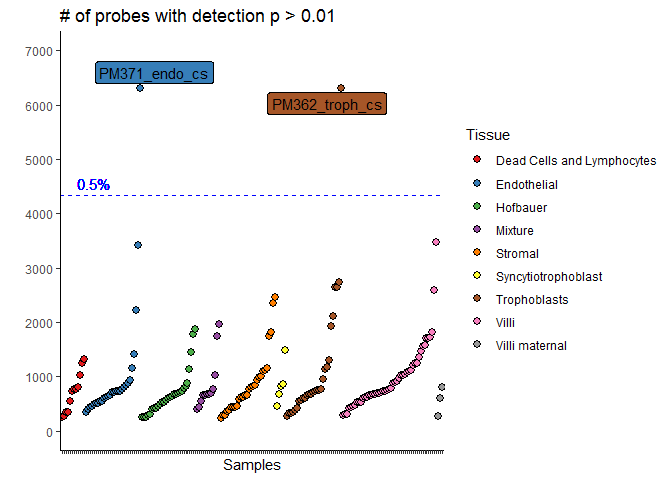 # of probes with detection p > 0.01
7000
6000
5000
4000
3000
2000
1000
0
PM371_endo_cs
PM362_troph_cs
0.5%
Samples
Tissue
Dead Cells and Lymphocytes
Endothelial
Hofbauer
Mixture
Stromal
Syncytiotrophoblast
Trophoblasts
Villi
Villi maternal